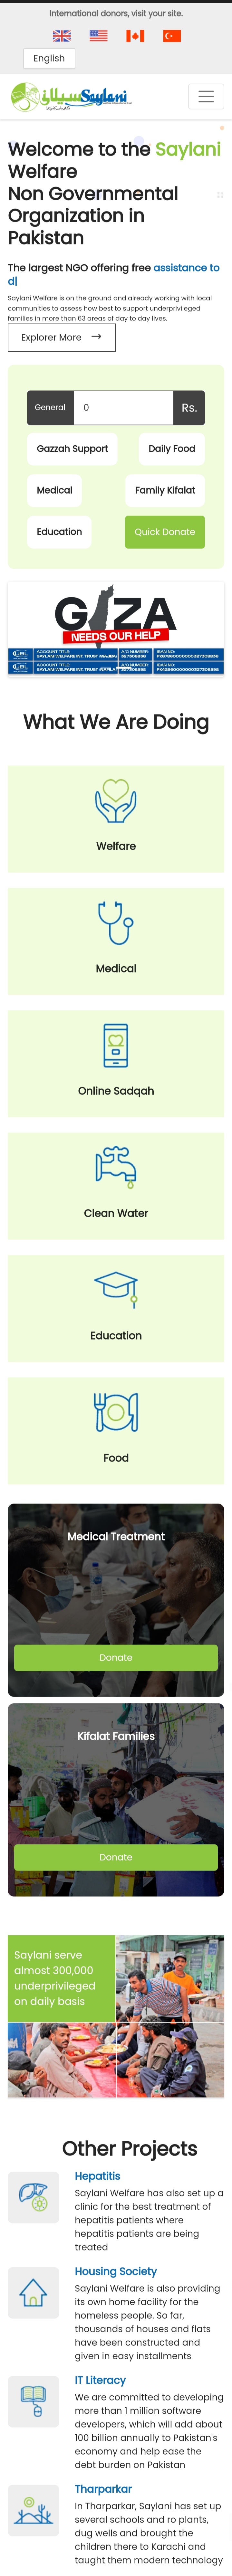 International donors, visit your site.
English
سیلانی Saylani
Welcome to the Saylani
Welfare
Non Governmental
Organization in
Pakistan
The largest NGO offering free assistance to
d|
Saylani Welfare is on the ground and already working with local
communities to assess how best to support underprivileged
families in more than 63 areas of day to day lives.
Explorer More →
General 0 Rs.
Gazzah Support Daily Food
Medical Family Kifalat
Education Quick Donate
GAZA
NEEDS OUR HELP
ACCOUNT TITLE A.C NUMBER IBAN NO
ACCOUNT TITLE A.C NUMBER IBAN NO
What We Are Doing
Welfare
Medical
Online Sadqah
Clean Water
Education
Food
Medical Treatment
Donate
Kifalat Families
Donate
Saylani serve
almost 300,000
underprivileged
on daily basis
Other Projects
Hepatitis
Saylani Welfare has also set up a
clinic for the best treatment of
hepatitis patients where
hepatitis patients are being
treated
Housing Society
Saylani Welfare is also providing
its own home facility for the
homeless people. So far,
thousands of houses and flats
have been constructed and
given in easy installments
IT Literacy
We are committed to developing
more than 1 million software
developers, which will add about
100 billion annually to Pakistan's
economy and help ease the
debt burden on Pakistan
Tharparkar
In Tharparkar, Saylani has set up
several schools and ro plants,
dug wells and brought the
children there to Karachi and
taught them modern technology